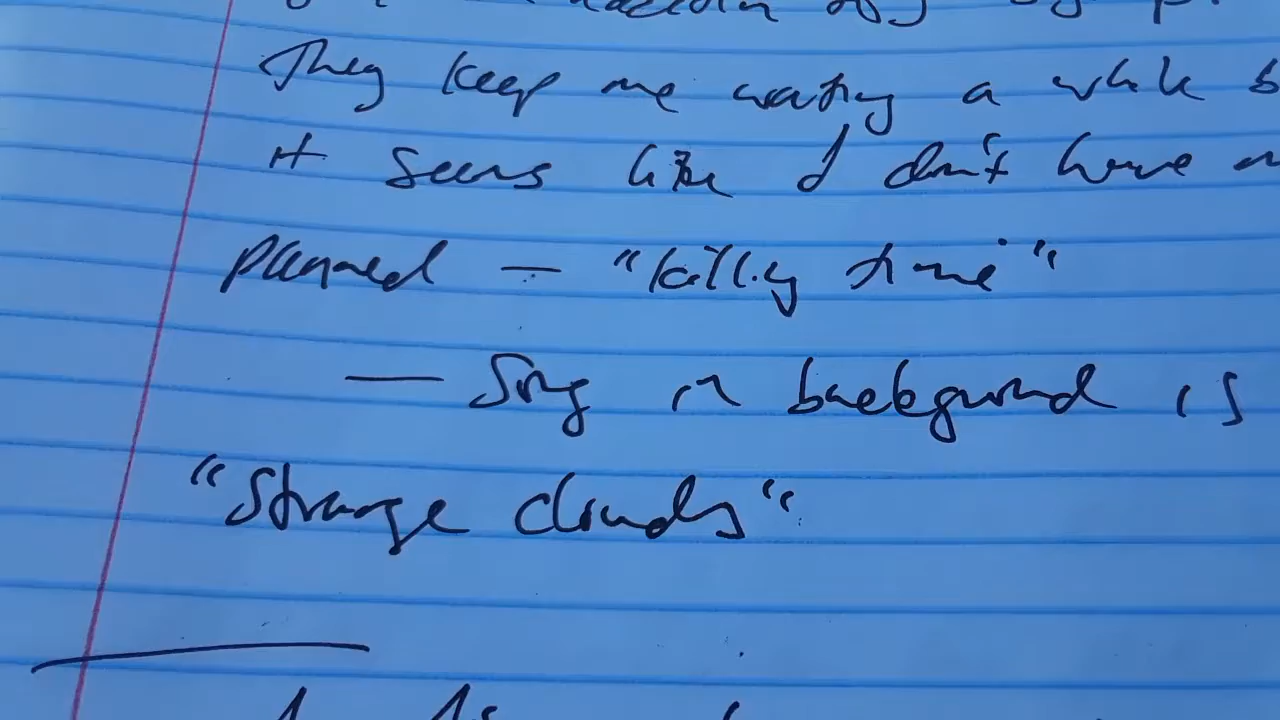 They keep me waiting a while
it seems like I don't have
planned — "killing time"
— Song in background is
"Strange clouds"